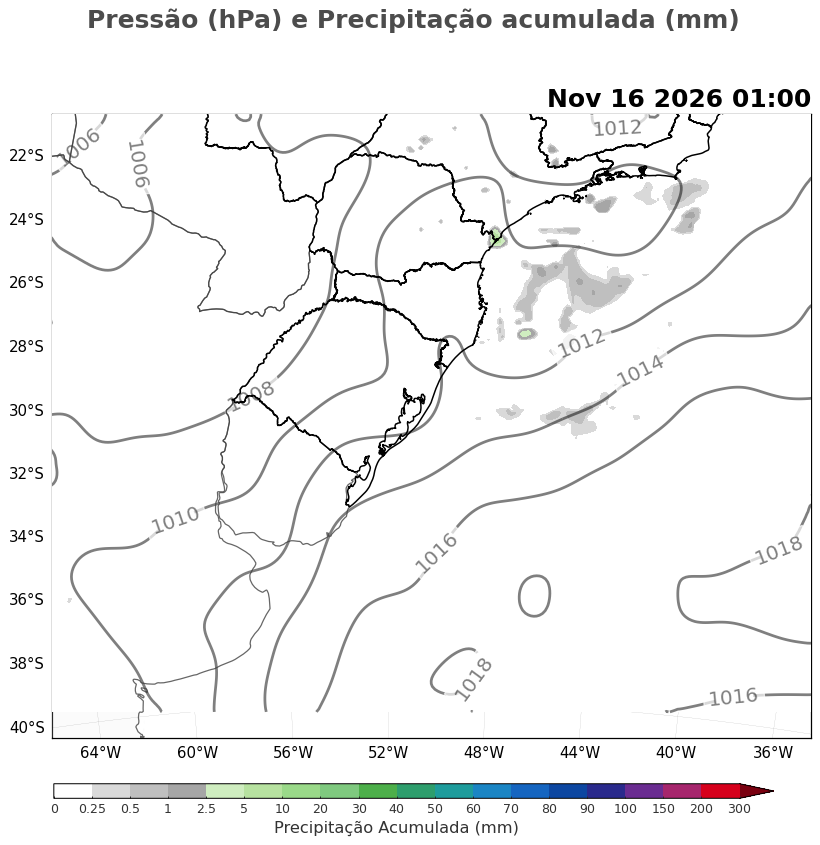 Pressão (hPa) e Precipitação acumulada (mm)
Nov 16 2026 01:00
1006
1006
1012
22°S
24°S
26°S
28°S
30°S
32°S
34°S
36°S
38°S
40°S
1012
1014
1008
1010
1016
1018
1018
1016
64°W 60°W 56°W 52°W 48°W 44°W 40°W 36°W
0 0.25 0.5 1 2.5 5 10 20 30 40 50 60 70 80 90 100 150 200 300
Precipitação Acumulada (mm)